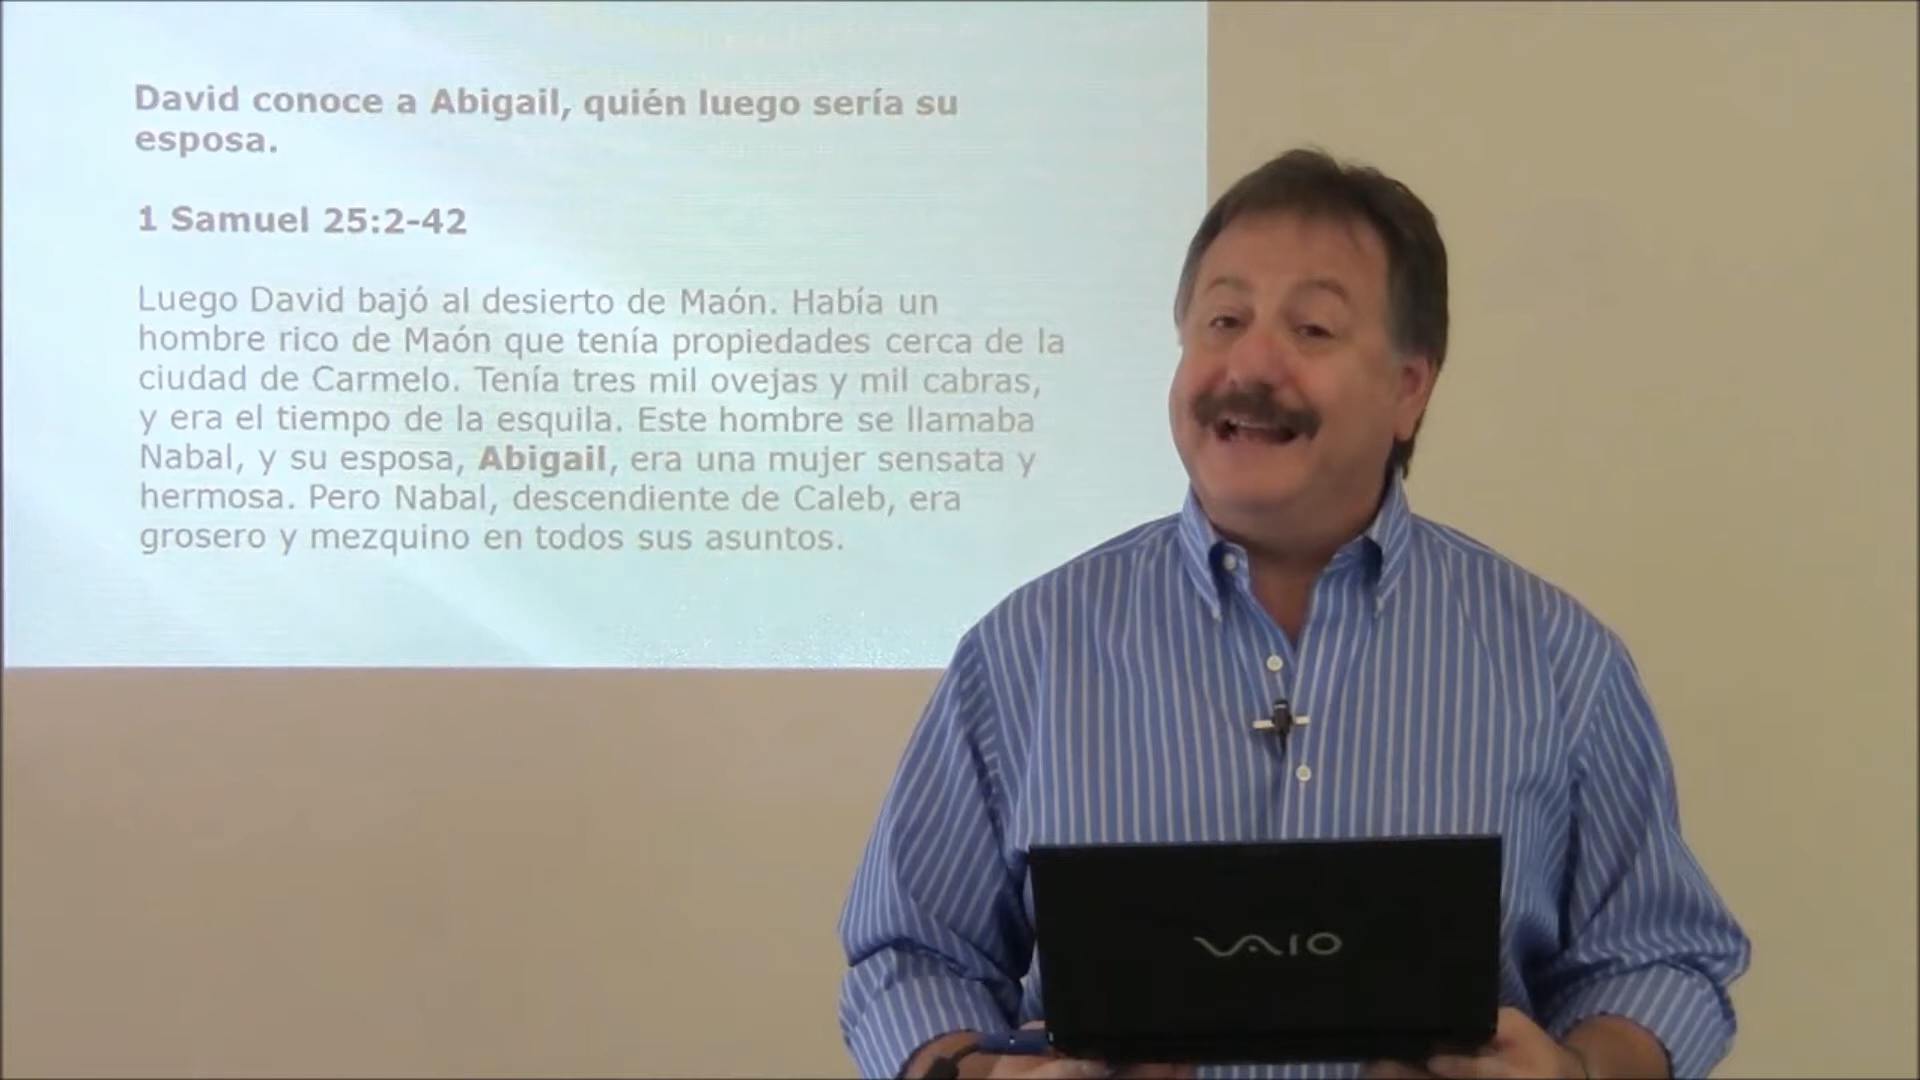 David conoce a Abigail, quién luego sería su
esposa.
1 Samuel 25:2-42
Luego David bajó al desierto de Maón. Había un
hombre rico de Maón que tenía propiedades cerca de la
ciudad de Carmelo. Tenía tres mil ovejas y mil cabras,
y era el tiempo de la esquila. Este hombre se llamaba
Nabal, y su esposa, Abigail, era una mujer sensata y
hermosa. Pero Nabal, descendiente de Caleb, era
grosero y mezquino en todos sus asuntos.
VAIO